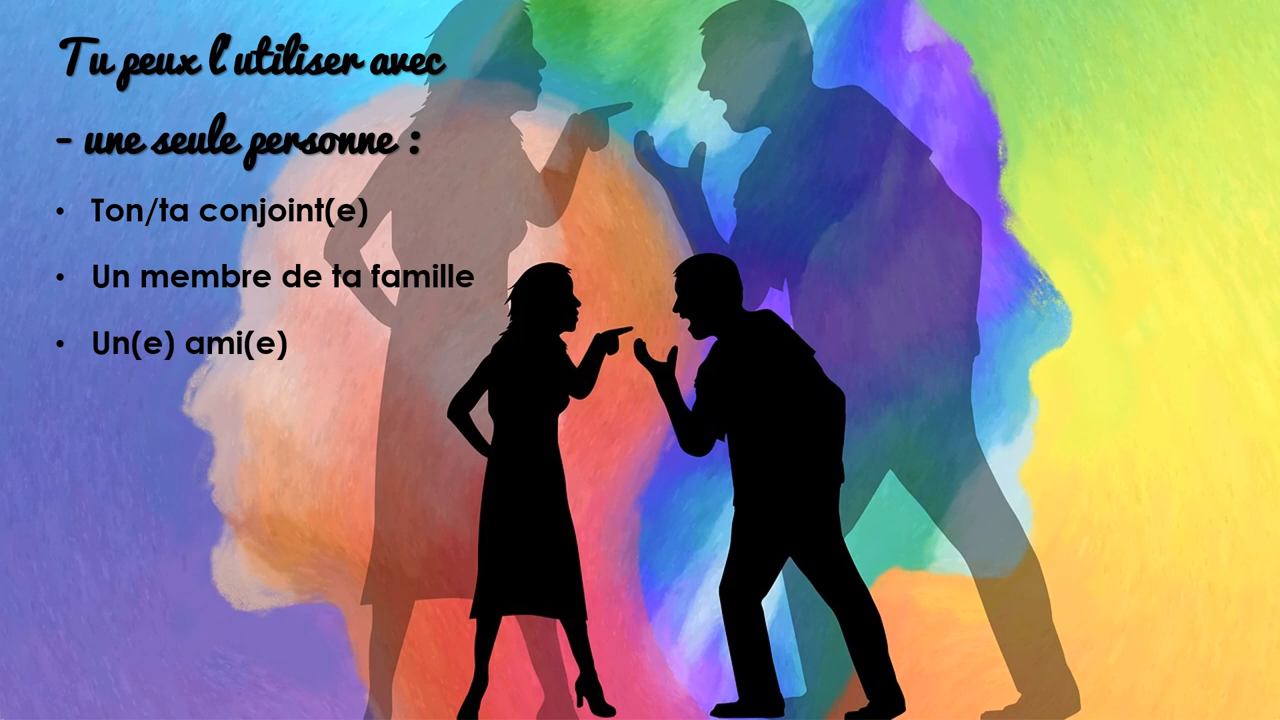 Tu peux l'utiliser avec
- une seule personne :
• Ton/ta conjoint(e)
• Un membre de ta famille
• Un(e) ami(e)